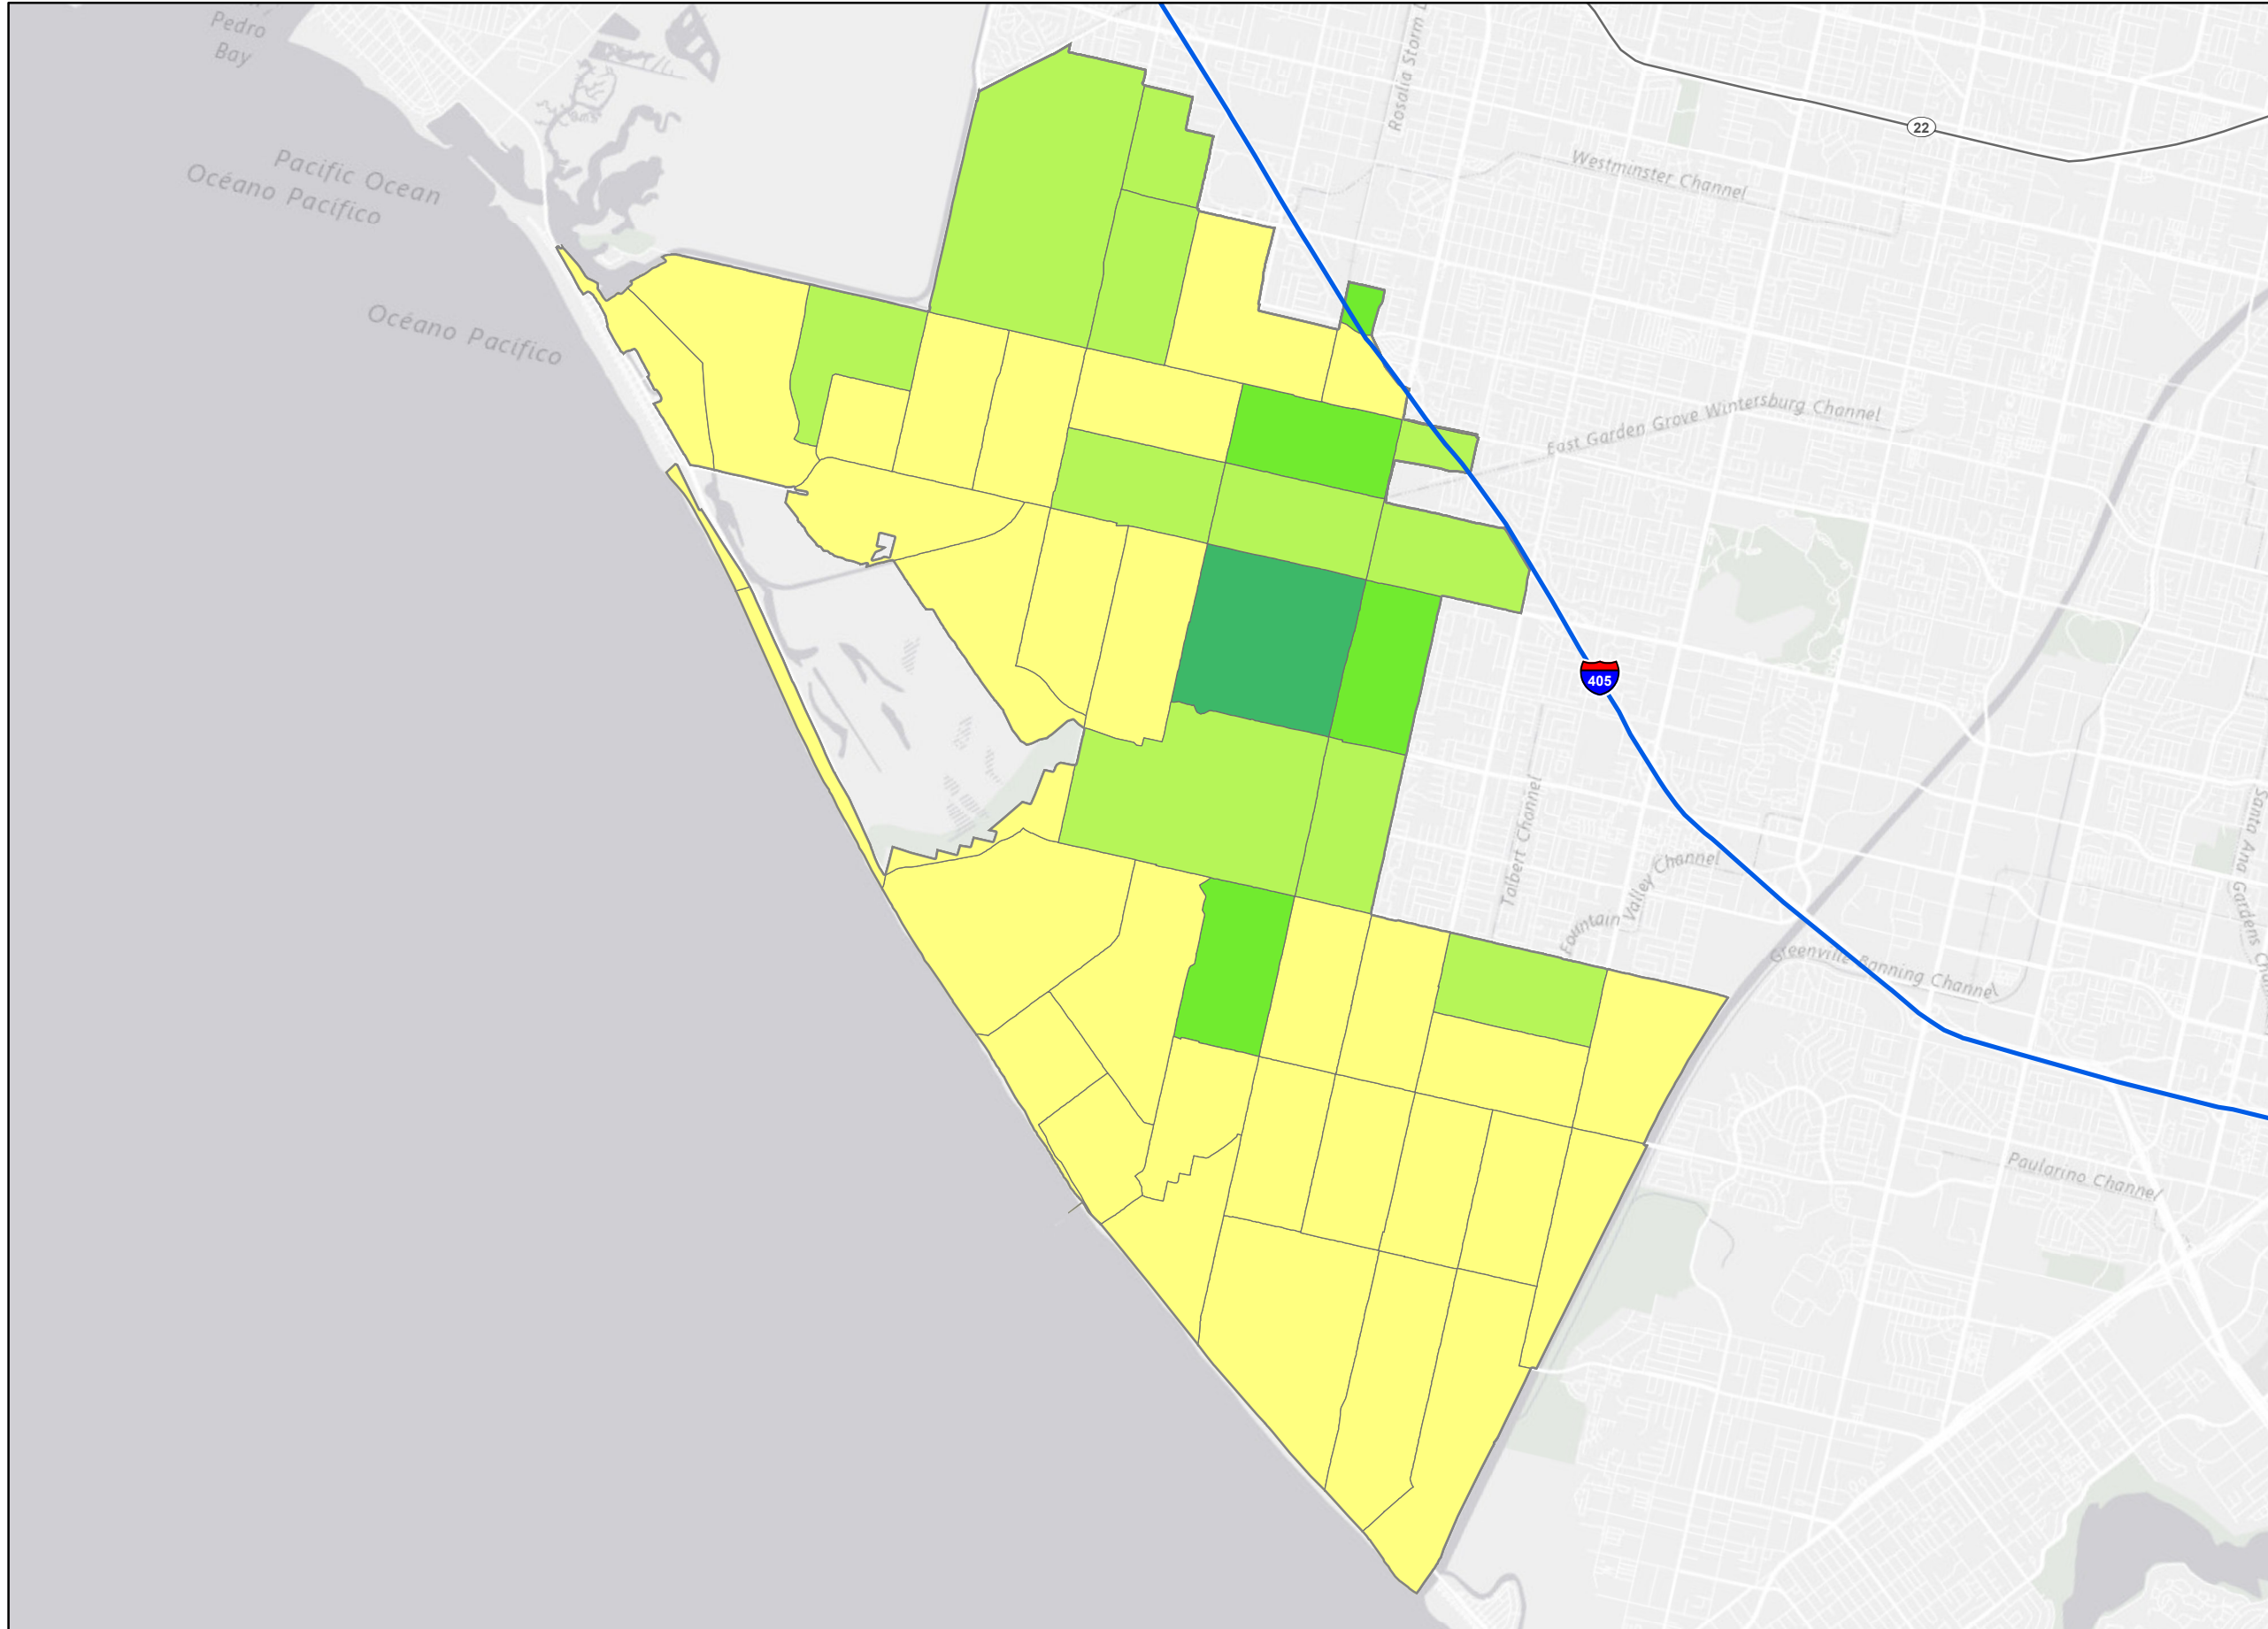 Pedro
Bay
Pacific Ocean
Océano Pacífico
Océano Pacífico
Rosalia Storm
22
Westminster Channel
East Garden Grove Wintersburg Channel
405
Talbert Channel
Fountain Valley Channel
Greenville Banning Channel
Santa Ana Gardens
Paularino Channel